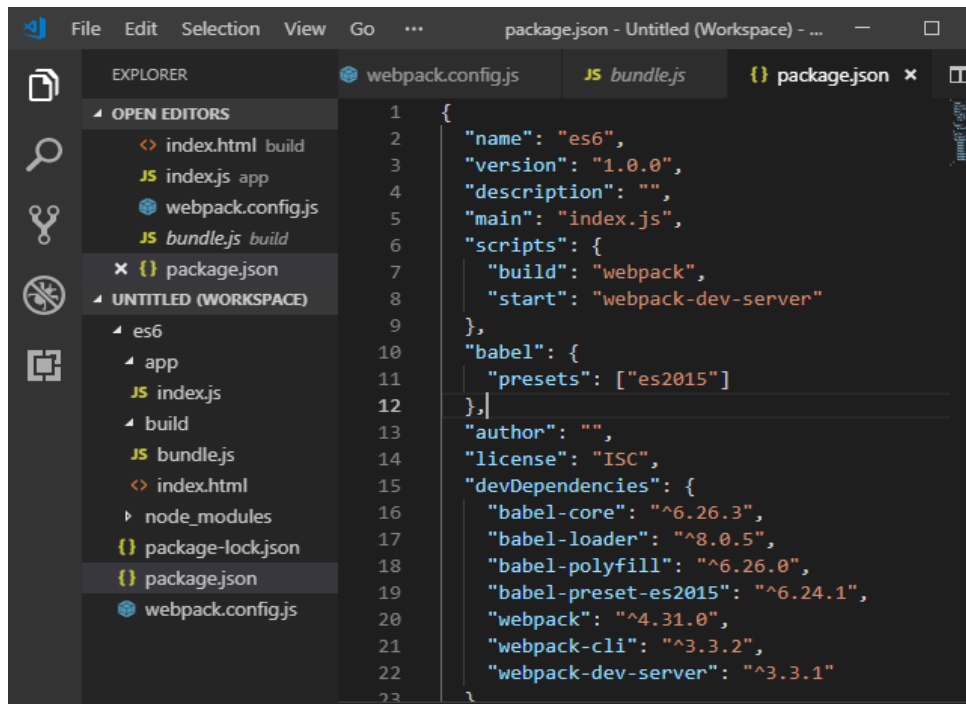 File Edit Selection View Go ··· package.json - Untitled (Workspace) - ...
EXPLORER
OPEN EDITORS
<> index.html build
JS index.js app
webpack.config.js
JS bundle.js build
{} package.json
UNTITLED (WORKSPACE)
es6
app
JS index.js
build
JS bundle.js
<> index.html
node_modules
{} package-lock.json
{} package.json
webpack.config.js
webpack.config.js JS bundle.js {} package.json
1 {
2 "name": "es6",
3 "version": "1.0.0",
4 "description": "",
5 "main": "index.js",
6 "scripts": {
7 "build": "webpack",
8 "start": "webpack-dev-server"
9 },
10 "babel": {
11 "presets": ["es2015"]
12 },
13 "author": "",
14 "license": "ISC",
15 "devDependencies": {
16 "babel-core": "^6.26.3",
17 "babel-loader": "^8.0.5",
18 "babel-polyfill": "^6.26.0",
19 "babel-preset-es2015": "^6.24.1",
20 "webpack": "^4.31.0",
21 "webpack-cli": "^3.3.2",
22 "webpack-dev-server": "^3.3.1"
23 }